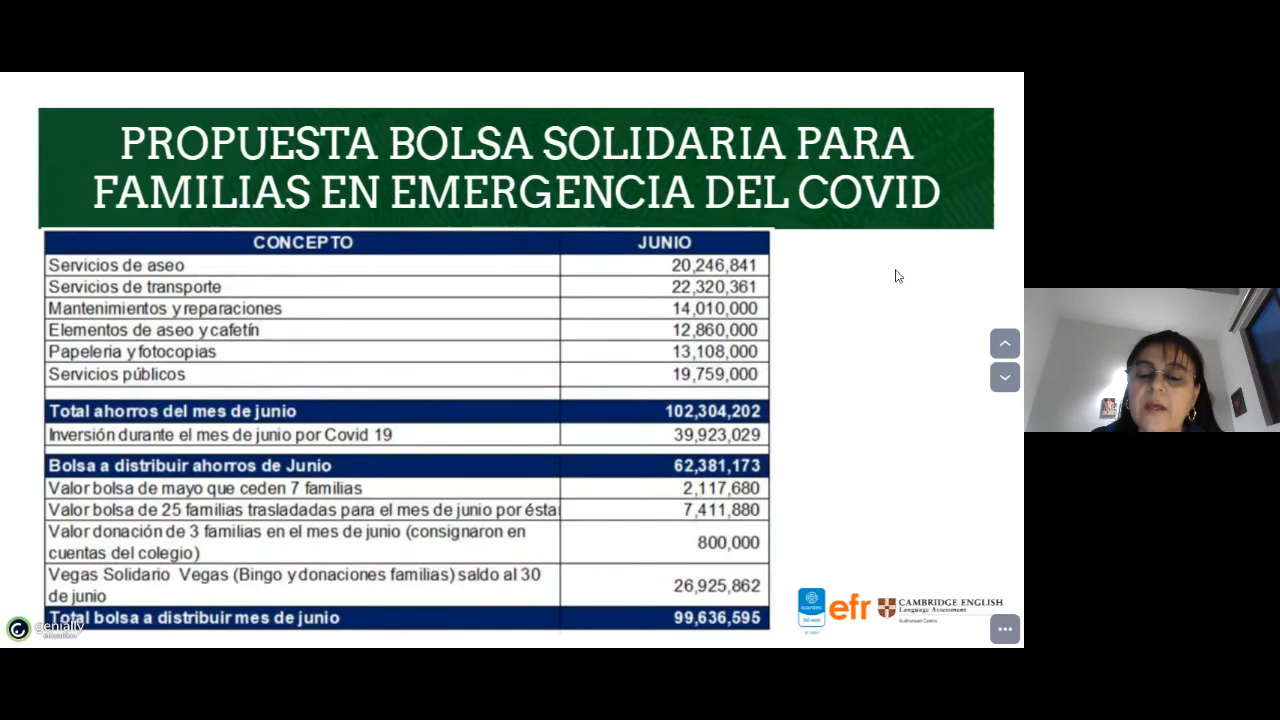 PROPUESTA BOLSA SOLIDARIA PARA
FAMILIAS EN EMERGENCIA DEL COVID
CONCEPTO JUNIO
Servicios de aseo 20,246,841
Servicios de transporte 22,320,361
Mantenimientos y reparaciones 14,010,000
Elementos de aseo y cafetín 12,860,000
Papeleria y fotocopias 13,108,000
Servicios públicos 19,759,000
Total ahorros del mes de junio 102,304,202
Inversión durante el mes de junio por Covid 19 39,923,029
Bolsa a distribuir ahorros de Junio 62,381,173
Valor bolsa de mayo que ceden 7 familias 2,117,680
Valor bolsa de 25 familias trasladadas para el mes de junio por ésta 7,411,880
Valor donación de 3 familias en el mes de junio (consignaron en
cuentas del colegio) 800,000
Vegas Solidario Vegas (Bingo y donaciones familias) saldo al 30
de junio 26,925,862
Total bolsa a distribuir mes de junio 99,636,595
genially
education
icontec
ISO 9001
efr
CAMBRIDGE ENGLISH
Language Assessment
Authorised Centre